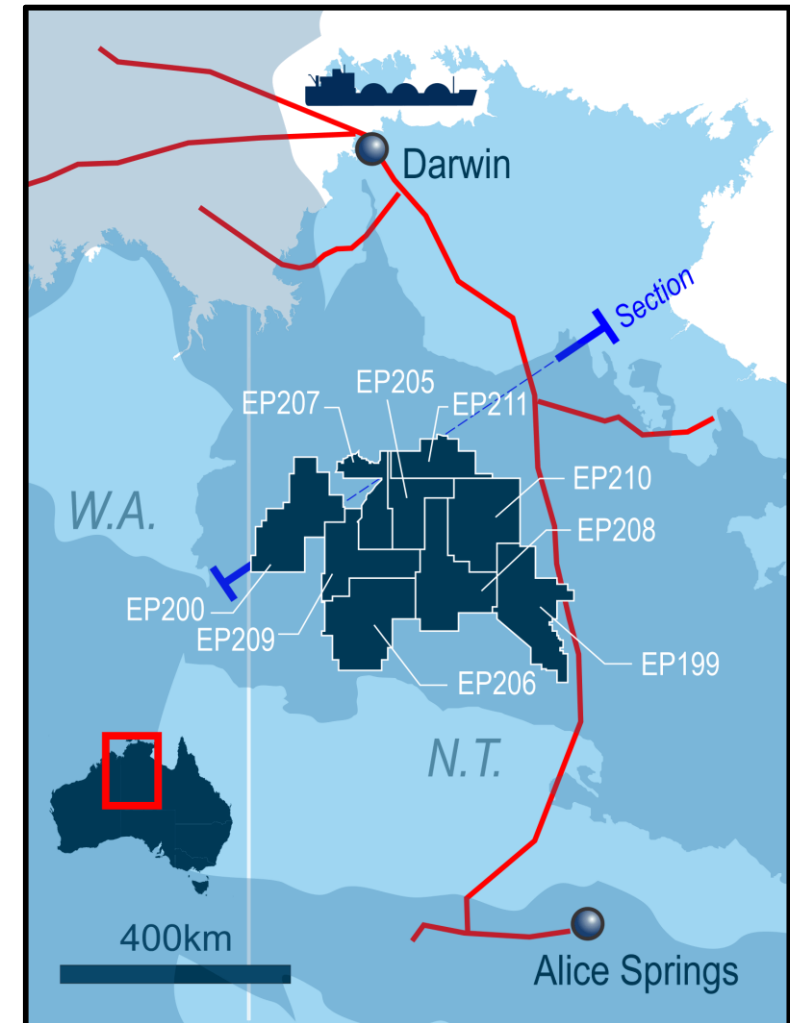 Darwin
Section
EP205
EP207
EP211
EP210
W.A.
EP208
EP200
EP209
EP199
EP206
N.T.
400km
Alice Springs